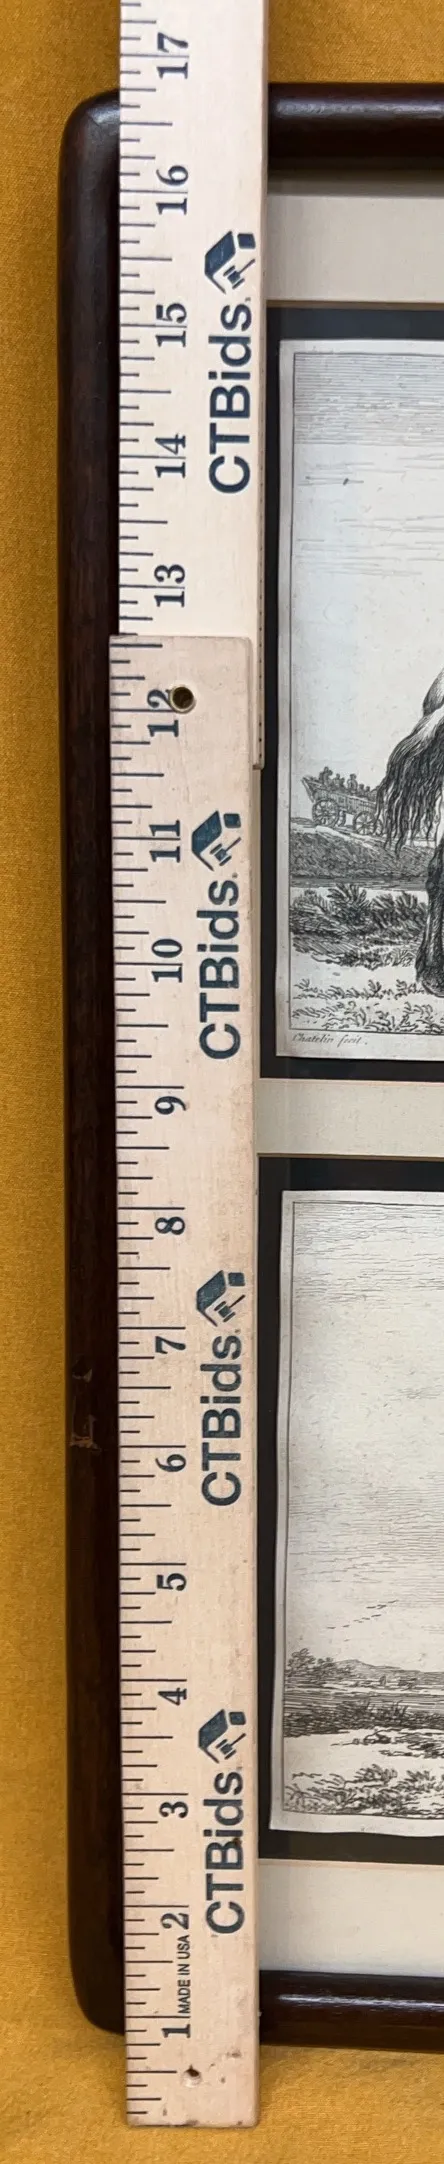 17
16
15
14
13
CTBids.
12
11
10
9
8
7
6
5
4
3
2
1
CTBids.
CTBids.
CTBids.
MADE IN USA
Chatelin fecit.